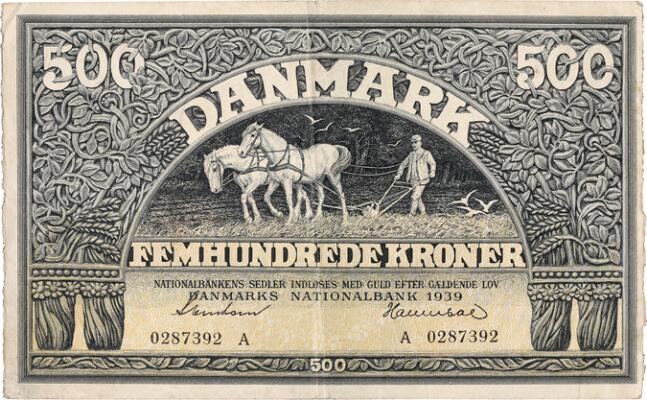 500 500
DANMARK
FEMHUNDREDE KRONER
NATIONALBANKENS SEDLER INDLØSES MED GULD EFTER GÆLDENDE LOV
DANMARKS NATIONALBANK 1939
0287392 A A 0287392
500